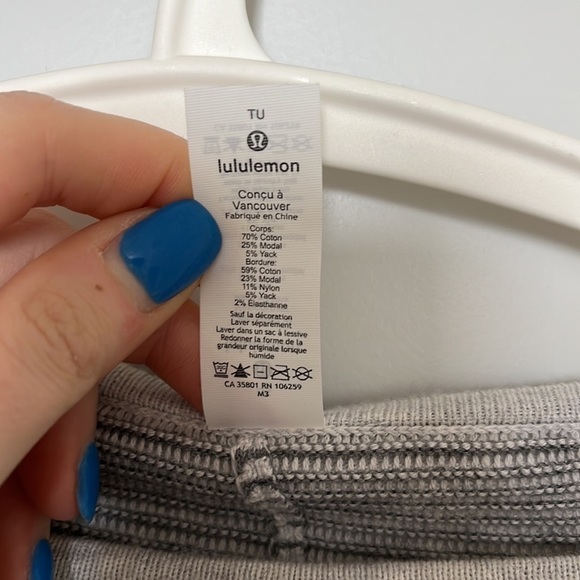 TU
lululemon
Conçu à
Vancouver
Fabriqué en Chine
Corps:
70% Coton
25% Modal
5% Yack
Bordure:
59% Coton
23% Modal
11% Nylon
5% Yack
2% Élasthanne
Sauf la décoration
Laver séparément
Laver dans un sac à lessive
Redonner la forme de la
grandeur originale lorsque
humide
CA 35801 RN 106259
M3